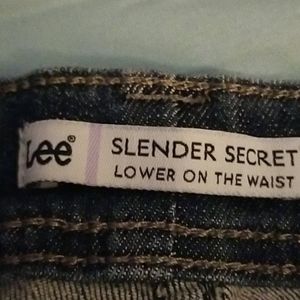 Lee®
SLENDER SECRET
LOWER ON THE WAIST